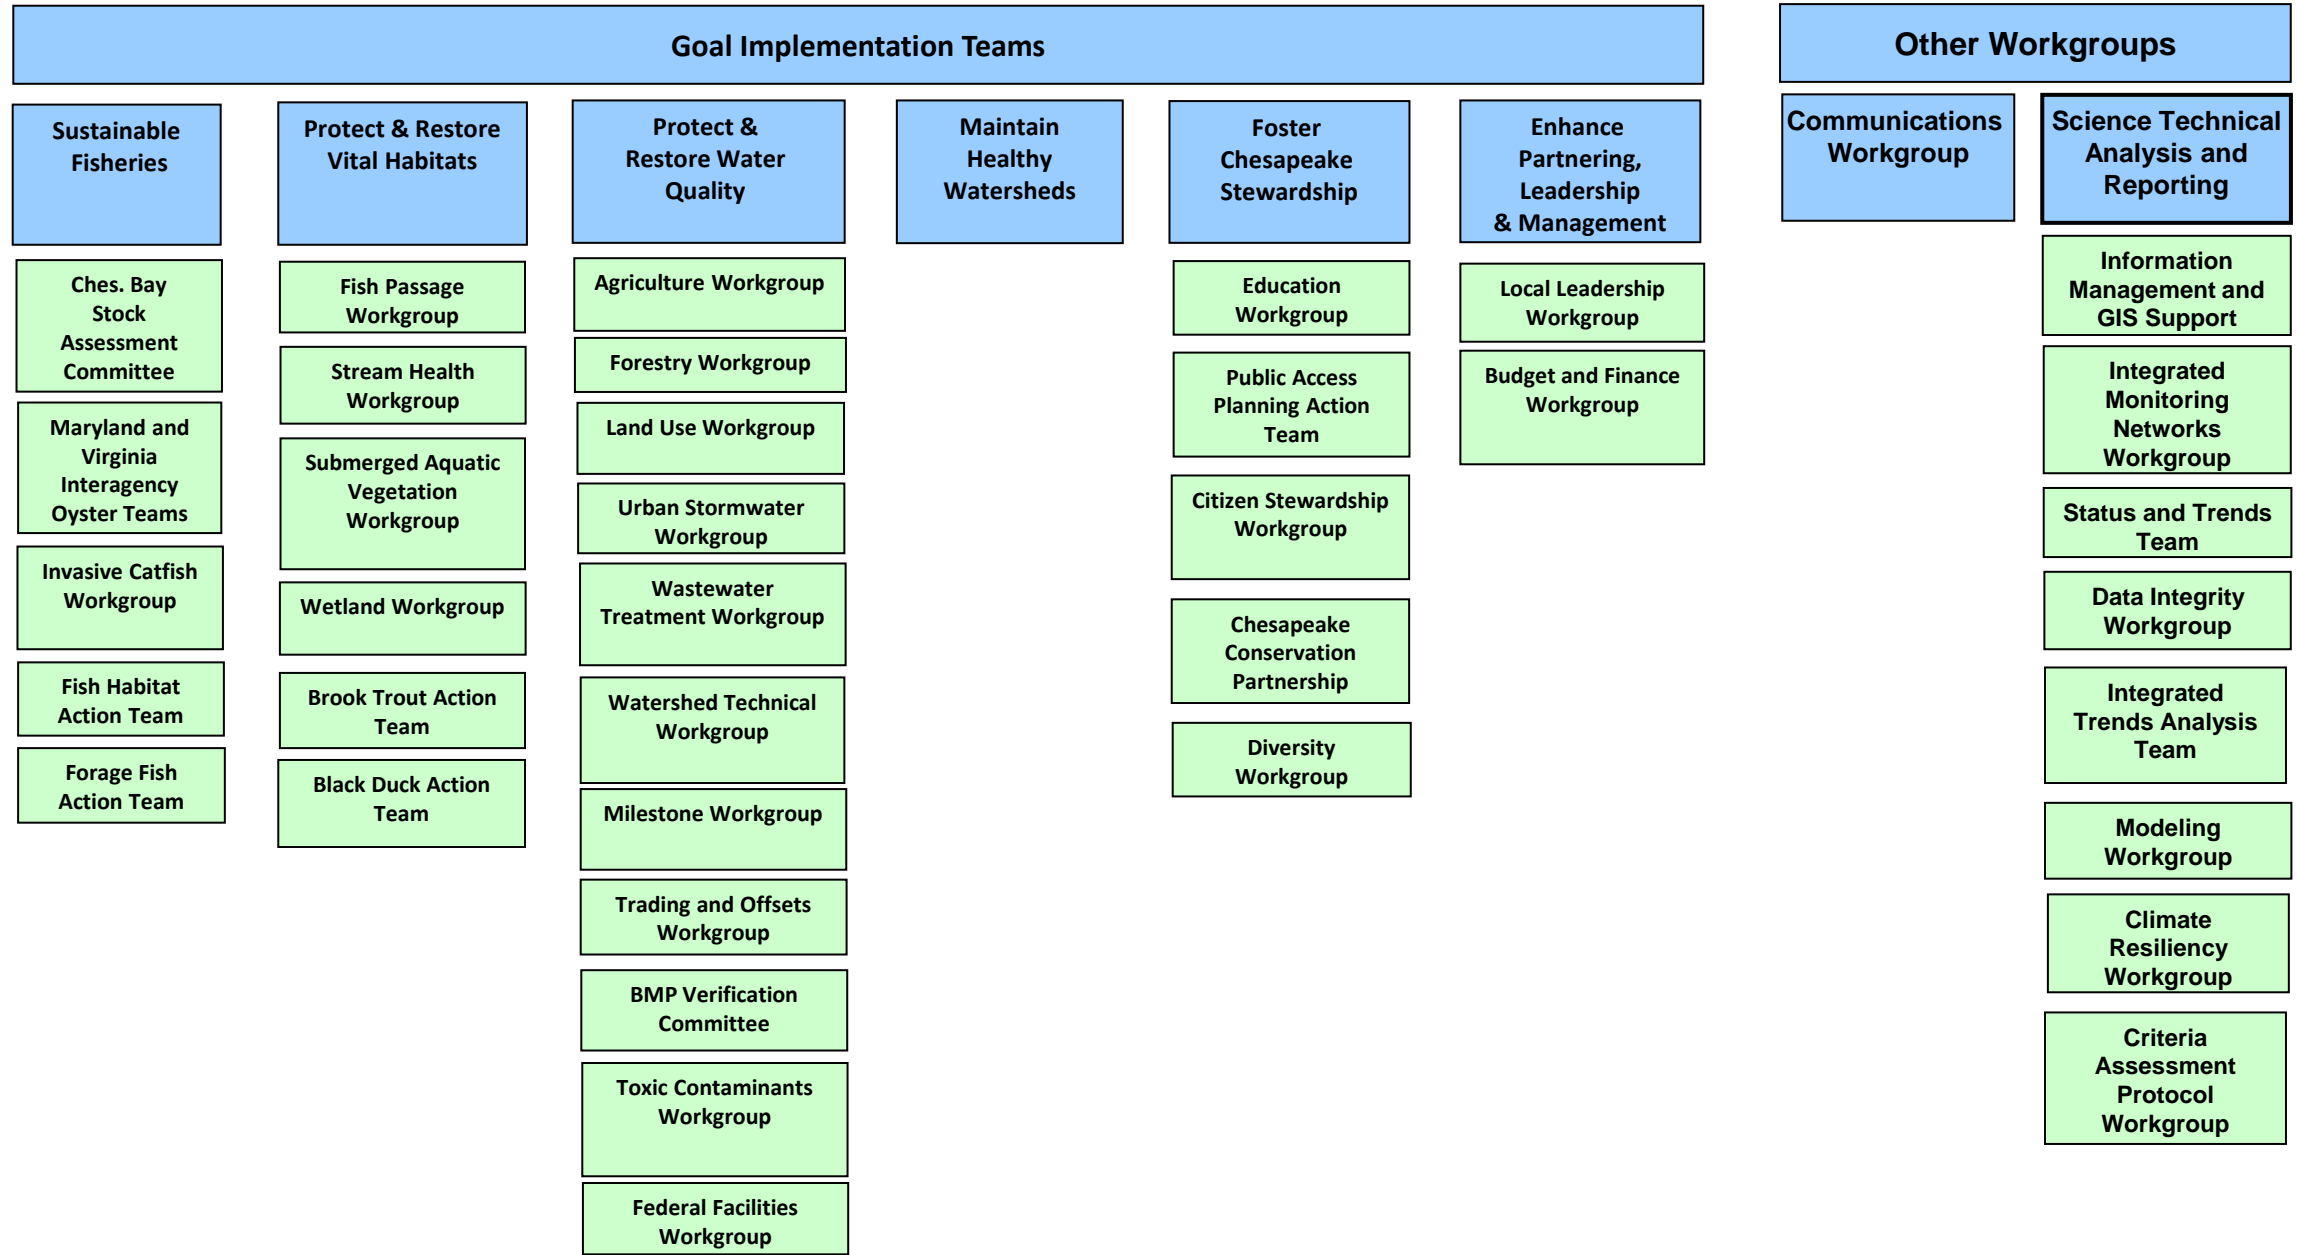 Goal Implementation Teams
Sustainable
Fisheries
Ches. Bay
Stock
Assessment
Committee
Maryland and
Virginia
Interagency
Oyster Teams
Invasive Catfish
Workgroup
Fish Habitat
Action Team
Forage Fish
Action Team
Protect & Restore
Vital Habitats
Fish Passage
Workgroup
Stream Health
Workgroup
Submerged Aquatic
Vegetation
Workgroup
Wetland Workgroup
Brook Trout Action
Team
Black Duck Action
Team
Protect &
Restore Water
Quality
Agriculture Workgroup
Forestry Workgroup
Land Use Workgroup
Urban Stormwater
Workgroup
Wastewater
Treatment Workgroup
Watershed Technical
Workgroup
Milestone Workgroup
Trading and Offsets
Workgroup
BMP Verification
Committee
Toxic Contaminants
Workgroup
Federal Facilities
Workgroup
Maintain
Healthy
Watersheds
Foster
Chesapeake
Stewardship
Education
Workgroup
Public Access
Planning Action
Team
Citizen Stewardship
Workgroup
Chesapeake
Conservation
Partnership
Diversity
Workgroup
Enhance
Partnering,
Leadership
& Management
Local Leadership
Workgroup
Budget and Finance
Workgroup
Other Workgroups
Communications
Workgroup
Science Technical
Analysis and
Reporting
Information
Management and
GIS Support
Integrated
Monitoring
Networks
Workgroup
Status and Trends
Team
Data Integrity
Workgroup
Integrated
Trends Analysis
Team
Modeling
Workgroup
Climate
Resiliency
Workgroup
Criteria
Assessment
Protocol
Workgroup